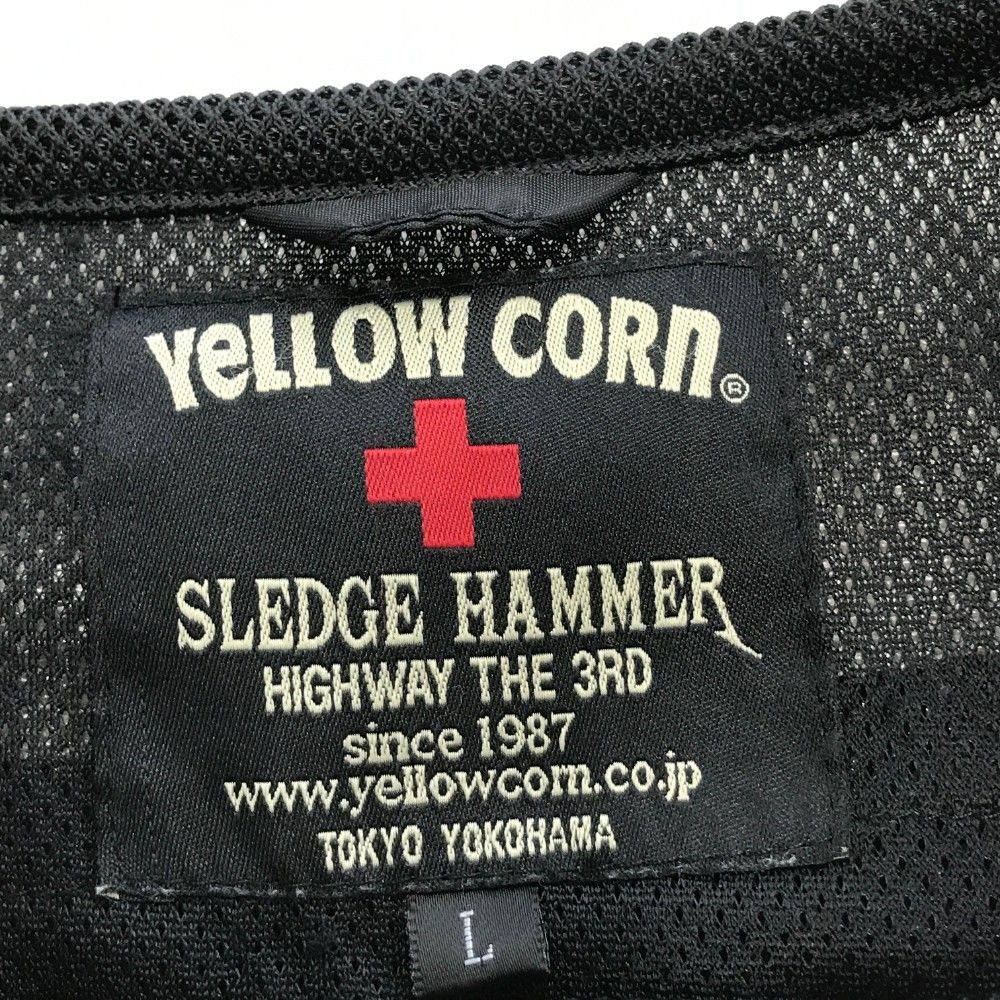 YeLLOW CORn®
SLEDGE HAMMER
HIGHWAY THE 3RD
since 1987
www.yellowcorn.co.jp
TOKYO YOKOHAMA
L